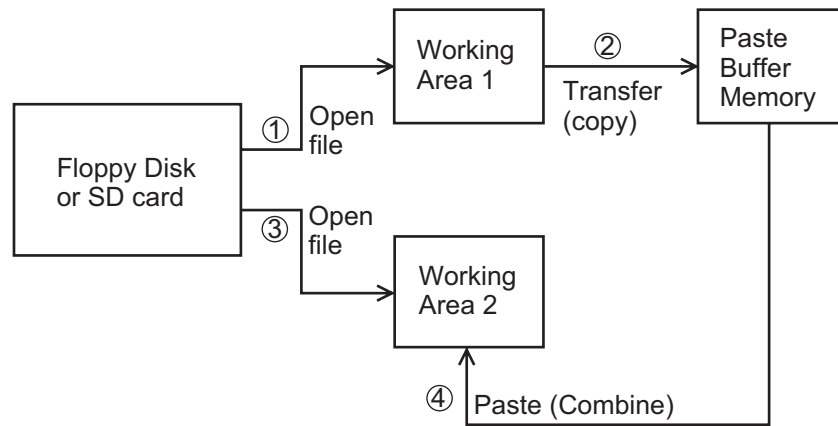 Floppy Disk
or SD card
①
Open
file
Working
Area 1
②
Transfer
(copy)
Paste
Buffer
Memory
③
Open
file
Working
Area 2
④
Paste (Combine)